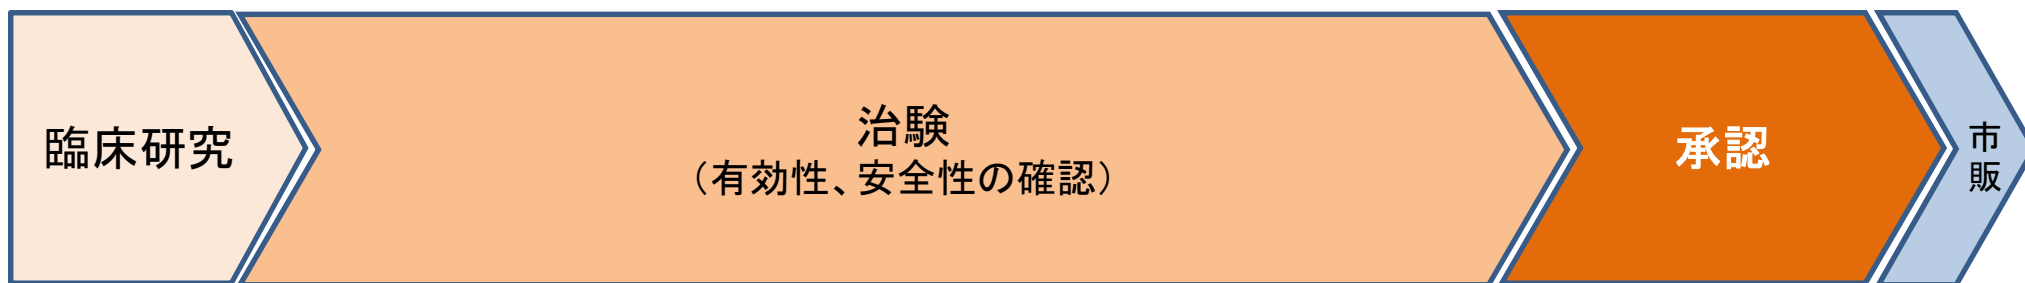 臨床研究
治験
（有効性、安全性の確認）
承認
市
販